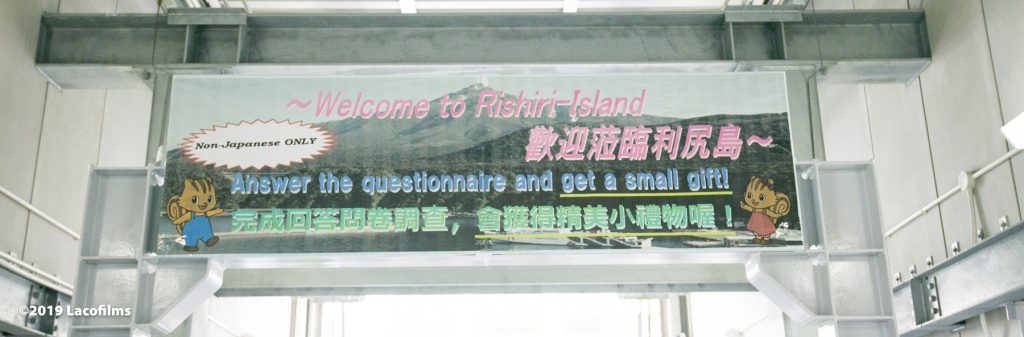 ～Welcome to Rishiri-Island
歡迎蒞臨利尻島～
Non-Japanese ONLY
Answer the questionnaire and get a small gift!
完成回答問卷調查，會獲得精美小禮物喔！
©2019 Lacofilms